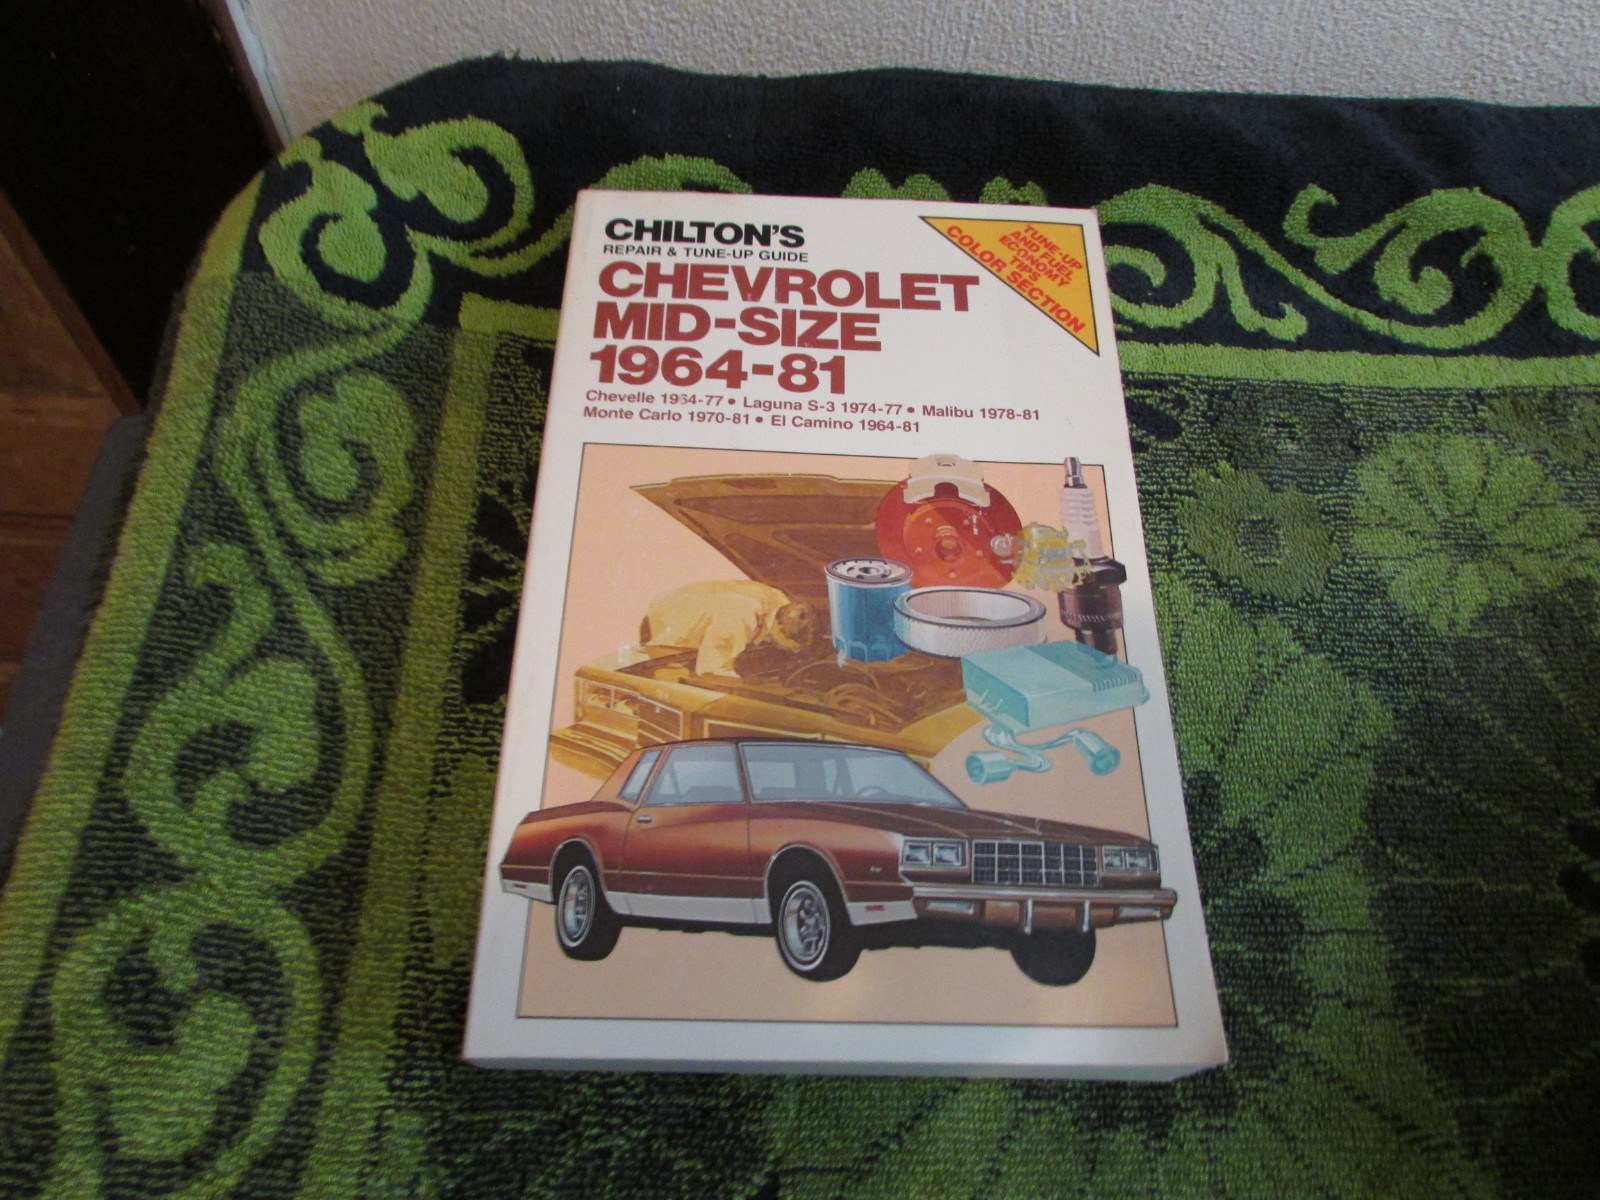 CHILTON'S
REPAIR & TUNE-UP GUIDE
CHEVROLET
MID-SIZE
1964-81
Chevelle 1964-77 • Laguna S-3 1974-77 • Malibu 1978-81
Monte Carlo 1970-81 • El Camino 1964-81
TUNE-UP
AND FUEL
ECONOMY
TIPS
COLOR SECTION